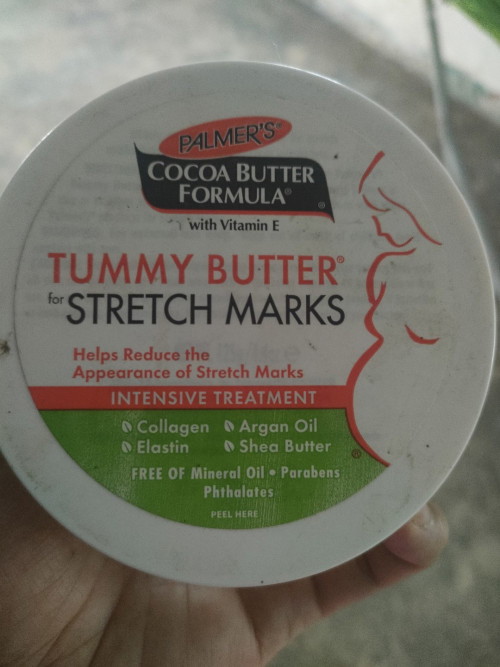 PALMER'S®
COCOA BUTTER
FORMULA®
with Vitamin E
TUMMY BUTTER®
for STRETCH MARKS
Helps Reduce the
Appearance of Stretch Marks
INTENSIVE TREATMENT
Collagen Argan Oil
Elastin Shea Butter
FREE OF Mineral Oil • Parabens
Phthalates
PEEL HERE